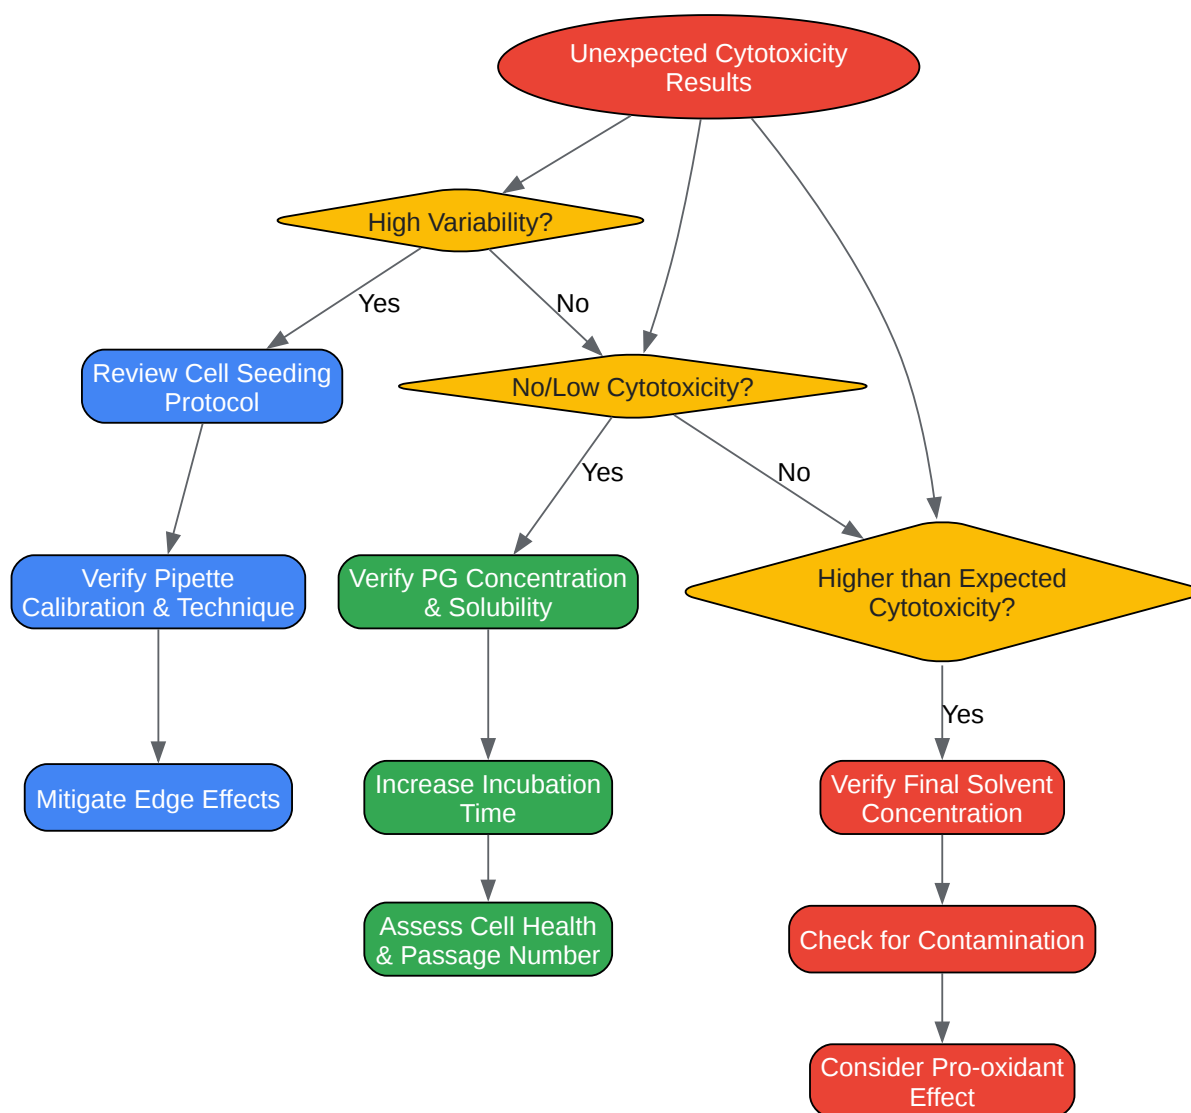 Unexpected Cytotoxicity
Results
High Variability?
Yes
No
Review Cell Seeding
Protocol
No/Low Cytotoxicity?
Yes
No
Verify Pipette
Calibration & Technique
Verify PG Concentration
& Solubility
Higher than Expected
Cytotoxicity?
Yes
Mitigate Edge Effects
Increase Incubation
Time
Verify Final Solvent
Concentration
Assess Cell Health
& Passage Number
Check for Contamination
Consider Pro-oxidant
Effect